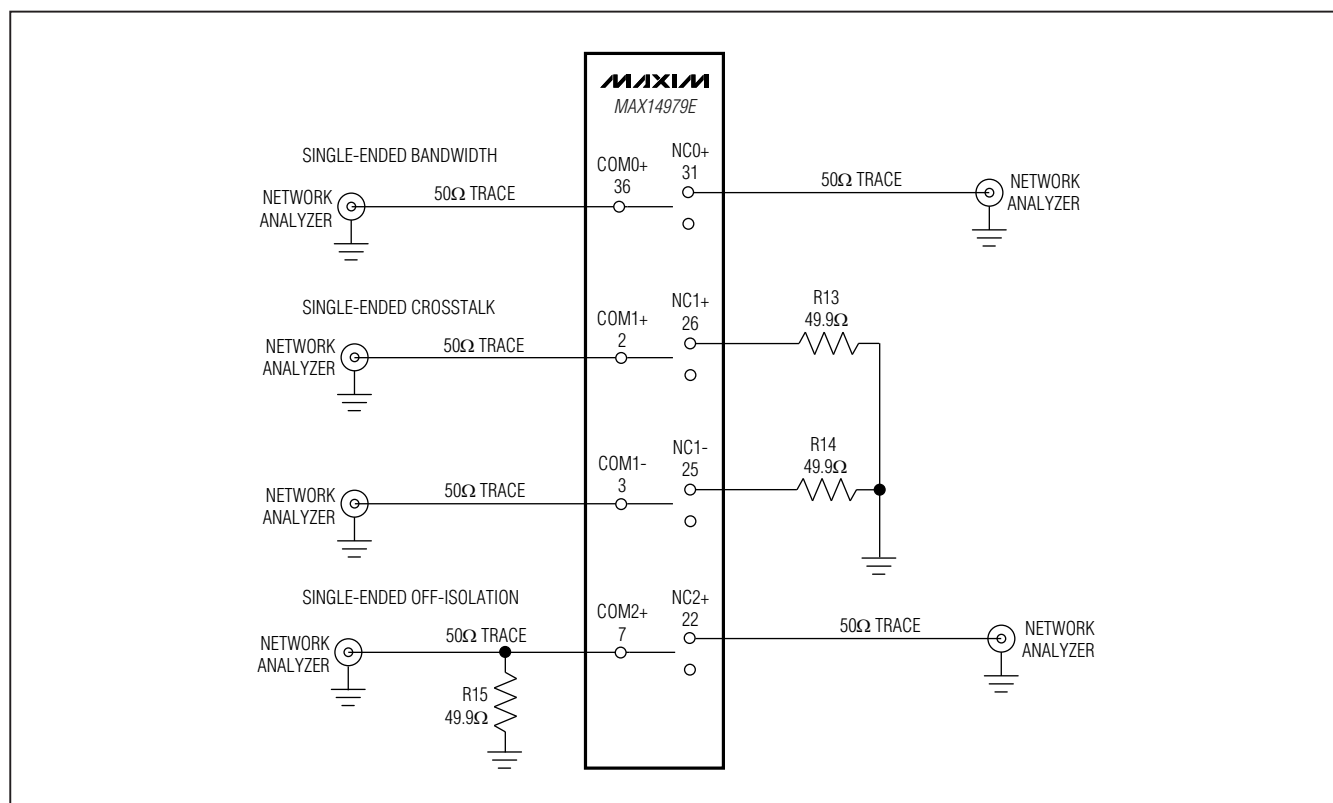 MAXIM
MAX14979E
SINGLE-ENDED BANDWIDTH
NETWORK
ANALYZER
50Ω TRACE
COM0+
36
NC0+
31
50Ω TRACE
NETWORK
ANALYZER
SINGLE-ENDED CROSSTALK
NETWORK
ANALYZER
50Ω TRACE
COM1+
2
NC1+
26
R13
49.9Ω
NETWORK
ANALYZER
50Ω TRACE
COM1-
3
NC1-
25
R14
49.9Ω
SINGLE-ENDED OFF-ISOLATION
NETWORK
ANALYZER
50Ω TRACE
R15
49.9Ω
COM2+
7
NC2+
22
50Ω TRACE
NETWORK
ANALYZER